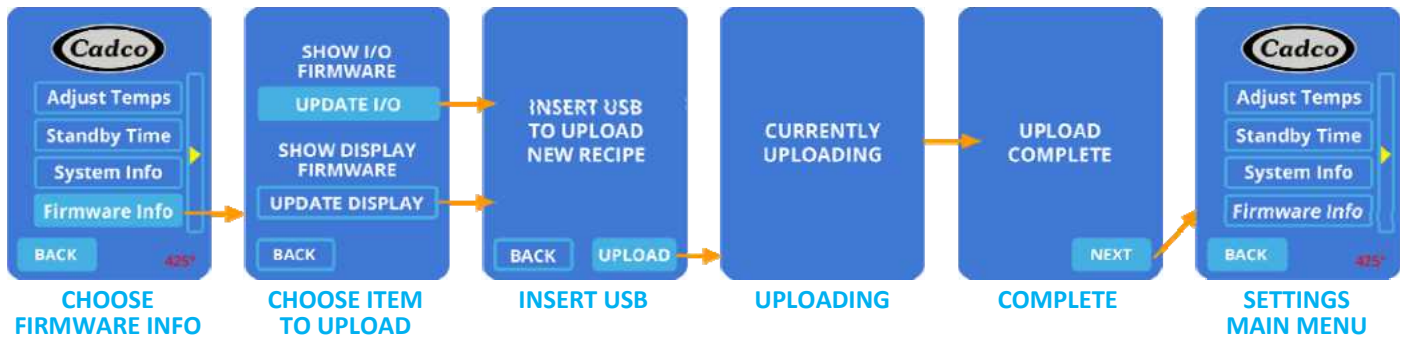 Cadco
Adjust Temps
Standby Time
System Info
Firmware Info
BACK
425°
CHOOSE
FIRMWARE INFO
SHOW I/O
FIRMWARE
UPDATE I/O
SHOW DISPLAY
FIRMWARE
UPDATE DISPLAY
BACK
CHOOSE ITEM
TO UPLOAD
INSERT USB
TO UPLOAD
NEW RECIPE
BACK
UPLOAD
INSERT USB
CURRENTLY
UPLOADING
UPLOADING
UPLOAD
COMPLETE
NEXT
COMPLETE
Cadco
Adjust Temps
Standby Time
System Info
Firmware Info
BACK
425°
SETTINGS
MAIN MENU